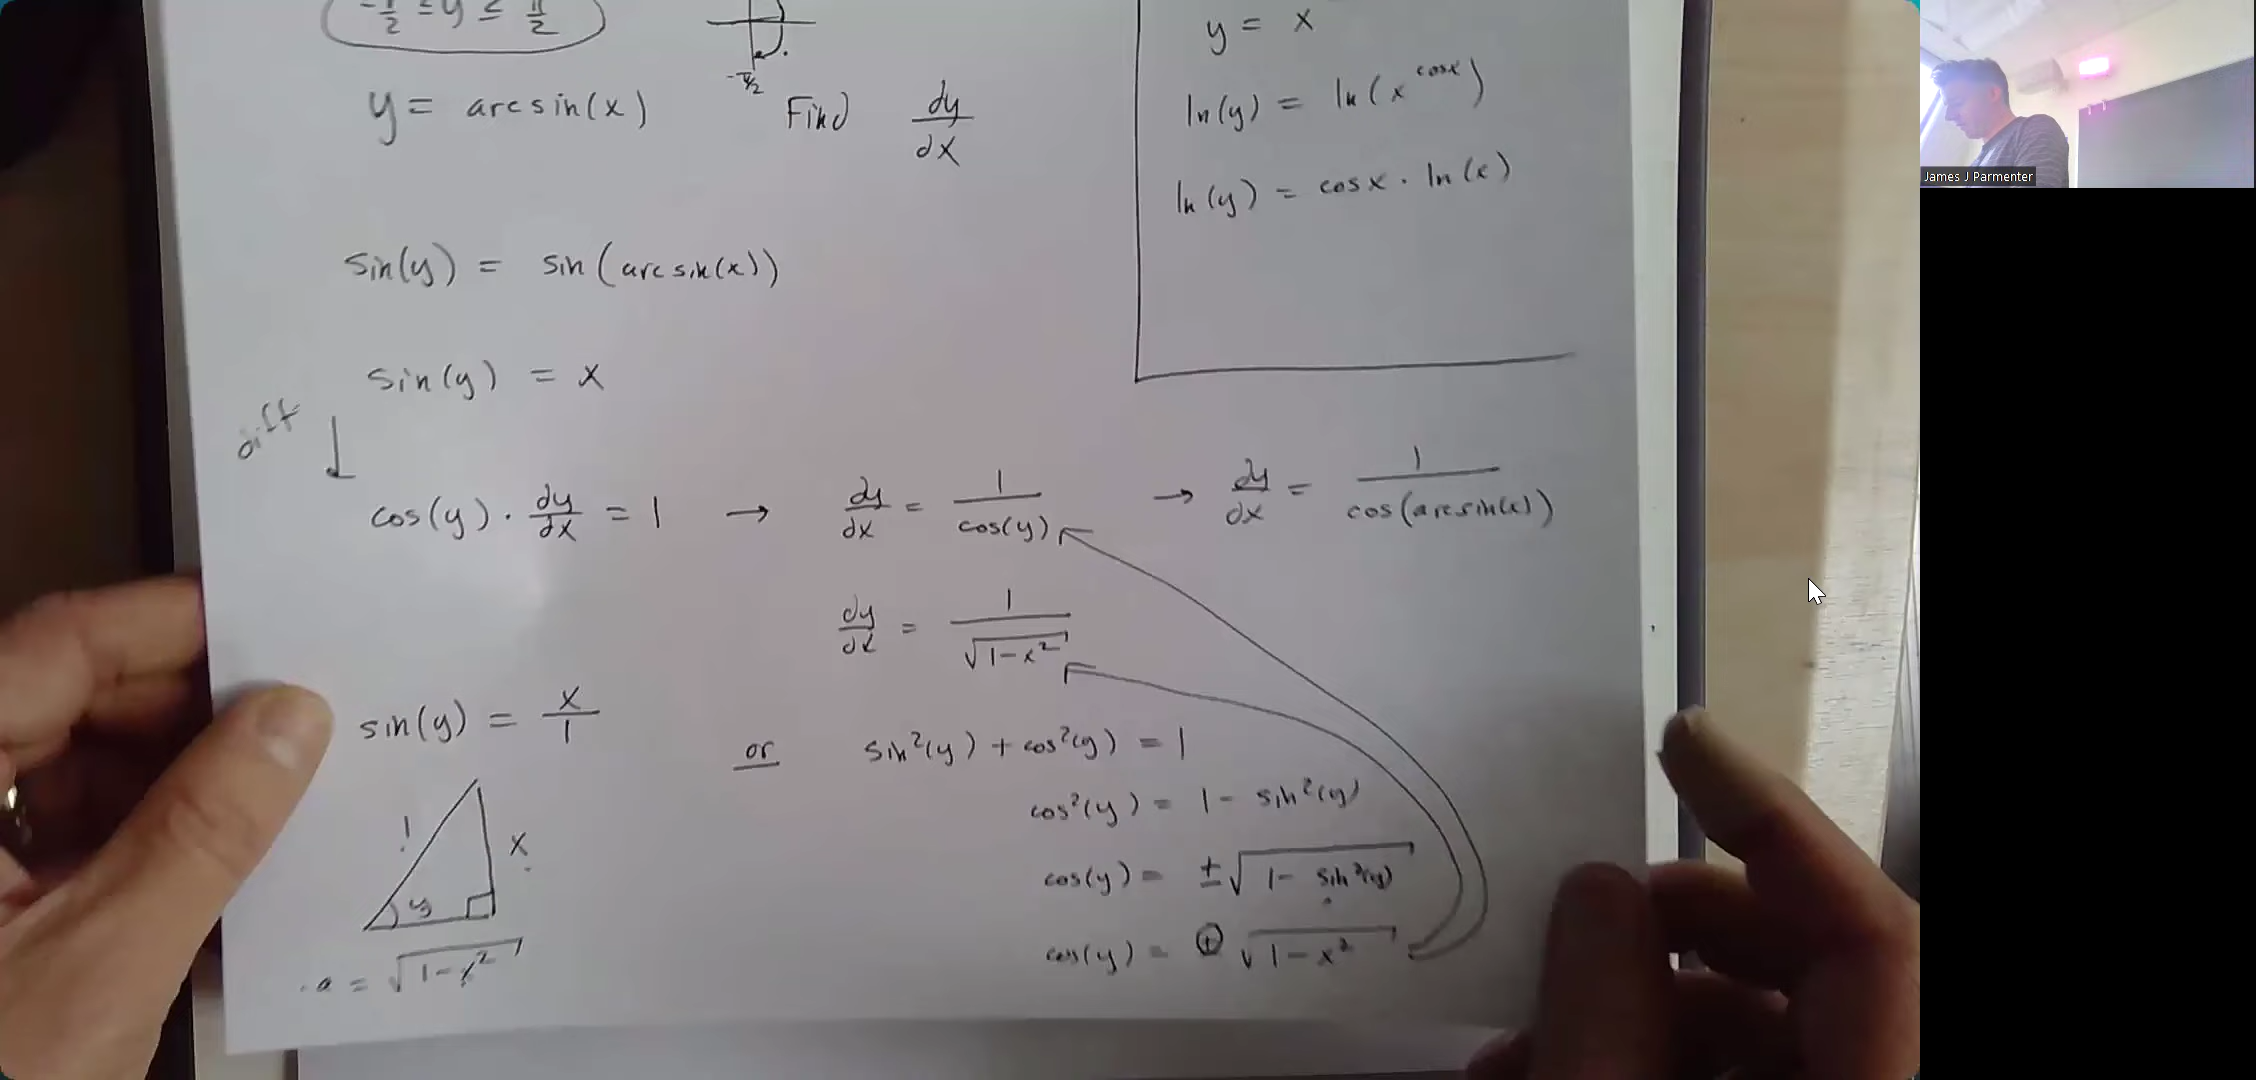 -π/2 ≤ y ≤ π/2
-π/2
y = arcsin(x) Find dy/dx
sin(y) = sin(arcsin(x))
sin(y) = x
diff ↓
cos(y) · dy/dx = 1 → dy/dx = 1/cos(y) → dy/dx = 1/cos(arcsin(x))
dy/dx = 1/√(1-x²)
sin(y) = x/1
1
x
y
a = √(1-x²)
or sin²(y) + cos²(y) = 1
cos²(y) = 1 - sin²(y)
cos(y) = ±√(1 - sin²(y))
cos(y) = ⊕ √(1-x²)
y = x
ln(y) = ln(x^cosx)
ln(y) = cosx · ln(x)
James J Parmenter